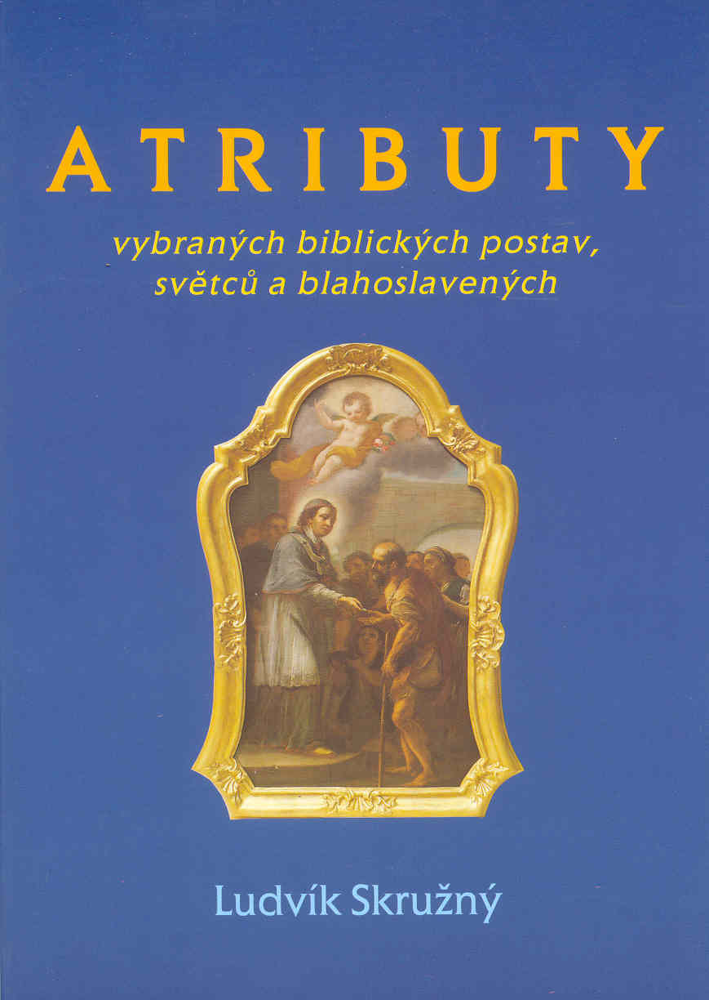 ATRIBUTY
vybraných biblických postav,
světců a blahoslavených
Ludvík Skružný